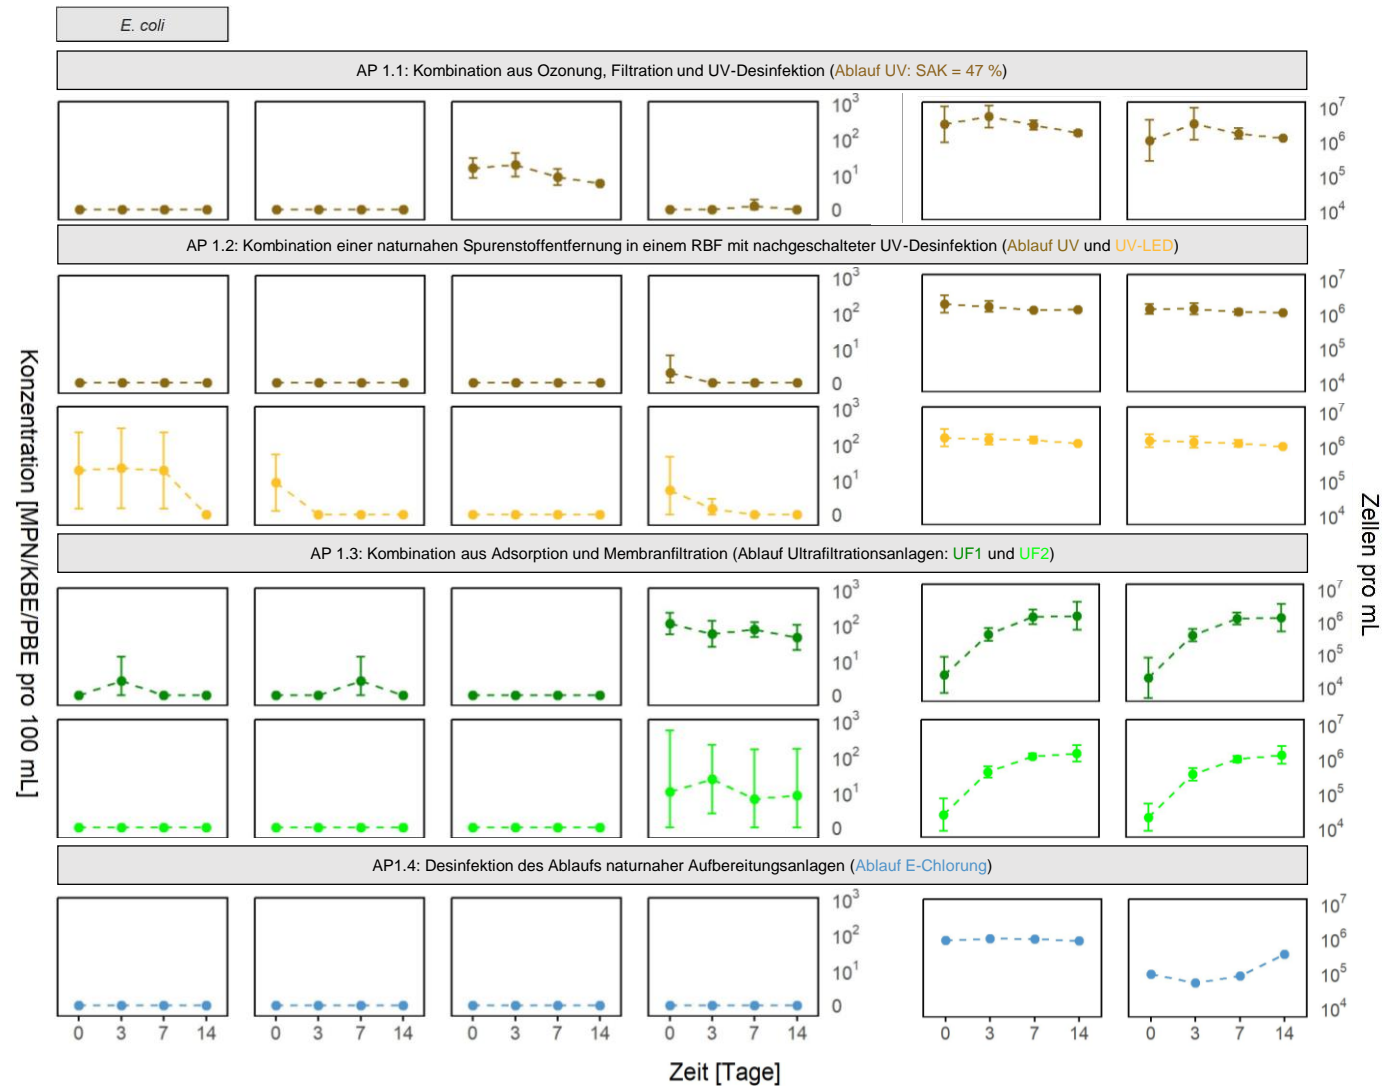 E. coli
AP 1.1: Kombination aus Ozonung, Filtration und UV-Desinfektion (Ablauf UV: SAK = 47 %)
10³ 10⁷
10² 10⁶
10¹ 10⁵
0 10⁴
AP 1.2: Kombination einer naturnahen Spurenstoffentfernung in einem RBF mit nachgeschalteter UV-Desinfektion (Ablauf UV und UV-LED)
10³ 10⁷
10² 10⁶
10¹ 10⁵
0 10⁴
10³ 10⁷
10² 10⁶
10¹ 10⁵
0 10⁴
AP 1.3: Kombination aus Adsorption und Membranfiltration (Ablauf Ultrafiltrationsanlagen: UF1 und UF2)
10³ 10⁷
10² 10⁶
10¹ 10⁵
0 10⁴
10³ 10⁷
10² 10⁶
10¹ 10⁵
0 10⁴
AP1.4: Desinfektion des Ablaufs naturnaher Aufbereitungsanlagen (Ablauf E-Chlorung)
10³ 10⁷
10² 10⁶
10¹ 10⁵
0 10⁴
0 3 7 14 0 3 7 14 0 3 7 14 0 3 7 14 0 3 7 14 0 3 7 14
Zeit [Tage]
Konzentration [MPN/KBE/PBE pro 100 mL]
Zellen pro mL